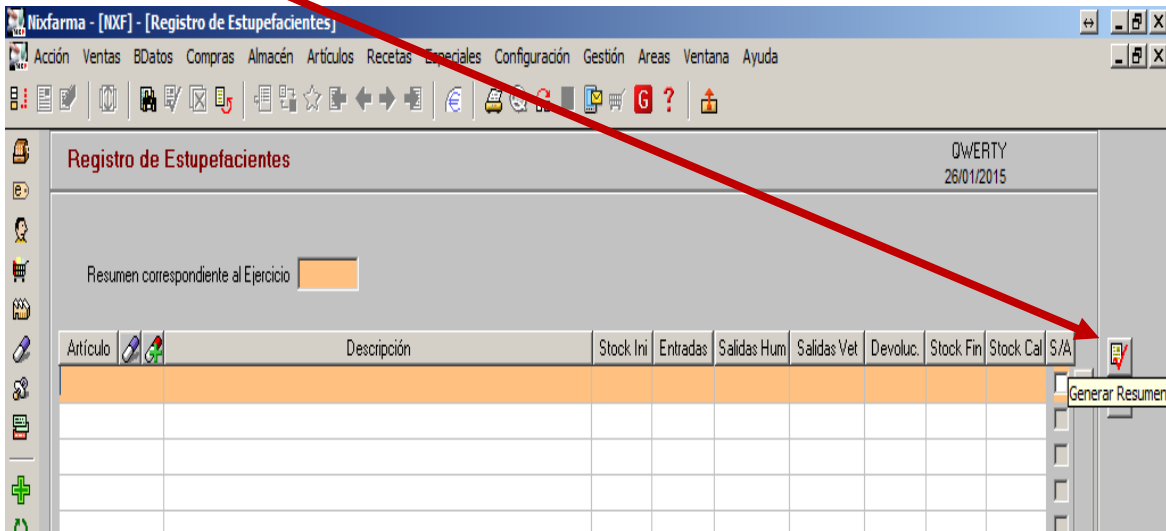 Nixfarma - [NXF] - [Registro de Estupefacientes]
Acción Ventas BDatos Compras Almacén Artículos Recetas Especiales Configuración Gestión Areas Ventana Ayuda
Registro de Estupefacientes
QWERTY
26/01/2015
Resumen correspondiente al Ejercicio
Artículo Descripción Stock Ini Entradas Salidas Hum Salidas Vet Devoluc. Stock Fin Stock Cal S/A
Generar Resumen